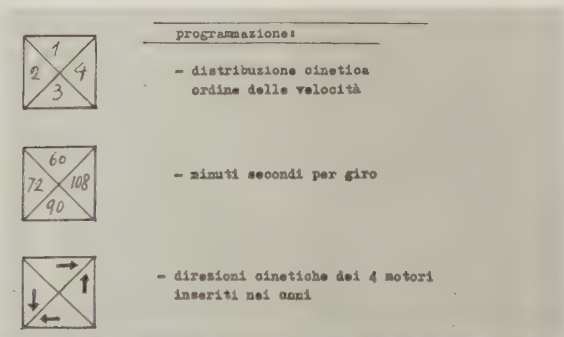 programmazione:
1
2 4
3
- distribuzione cinetica
ordine delle velocità
60
72 108
90
- minuti secondi per giro
- direzioni cinetiche dei 4 motori
inseriti nei